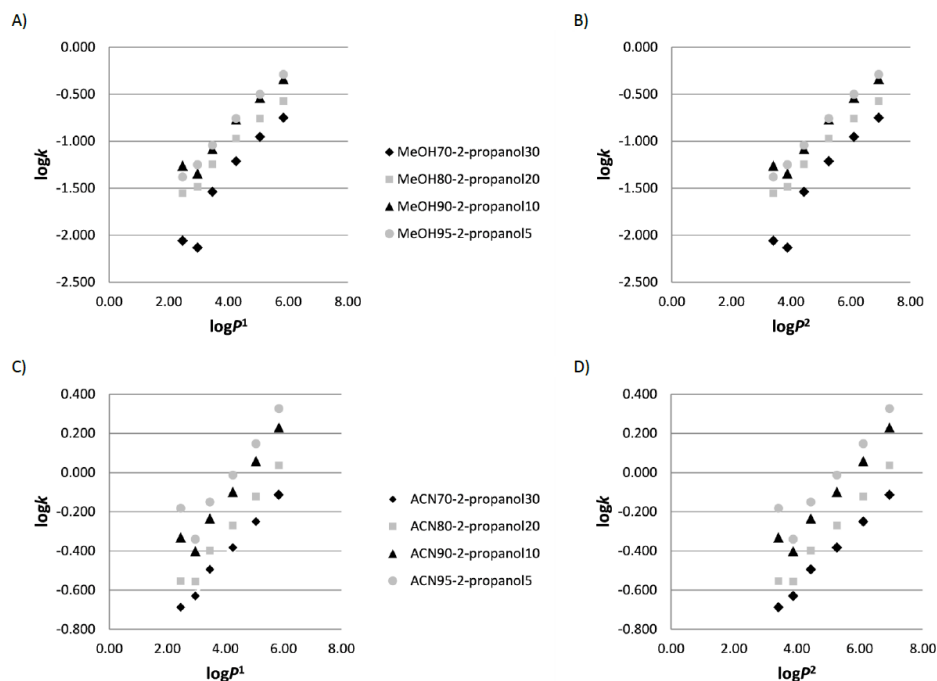 A)
0.000
-0.500
-1.000
-1.500
-2.000
-2.500
logk
0.00 2.00 4.00 6.00 8.00
logP¹
MeOH70-2-propanol30
MeOH80-2-propanol20
MeOH90-2-propanol10
MeOH95-2-propanol5
B)
0.000
-0.500
-1.000
-1.500
-2.000
-2.500
logk
0.00 2.00 4.00 6.00 8.00
logP²
C)
0.400
0.200
0.000
-0.200
-0.400
-0.600
-0.800
logk
0.00 2.00 4.00 6.00 8.00
logP¹
ACN70-2-propanol30
ACN80-2-propanol20
ACN90-2-propanol10
ACN95-2-propanol5
D)
0.400
0.200
0.000
-0.200
-0.400
-0.600
-0.800
logk
0.00 2.00 4.00 6.00 8.00
logP²